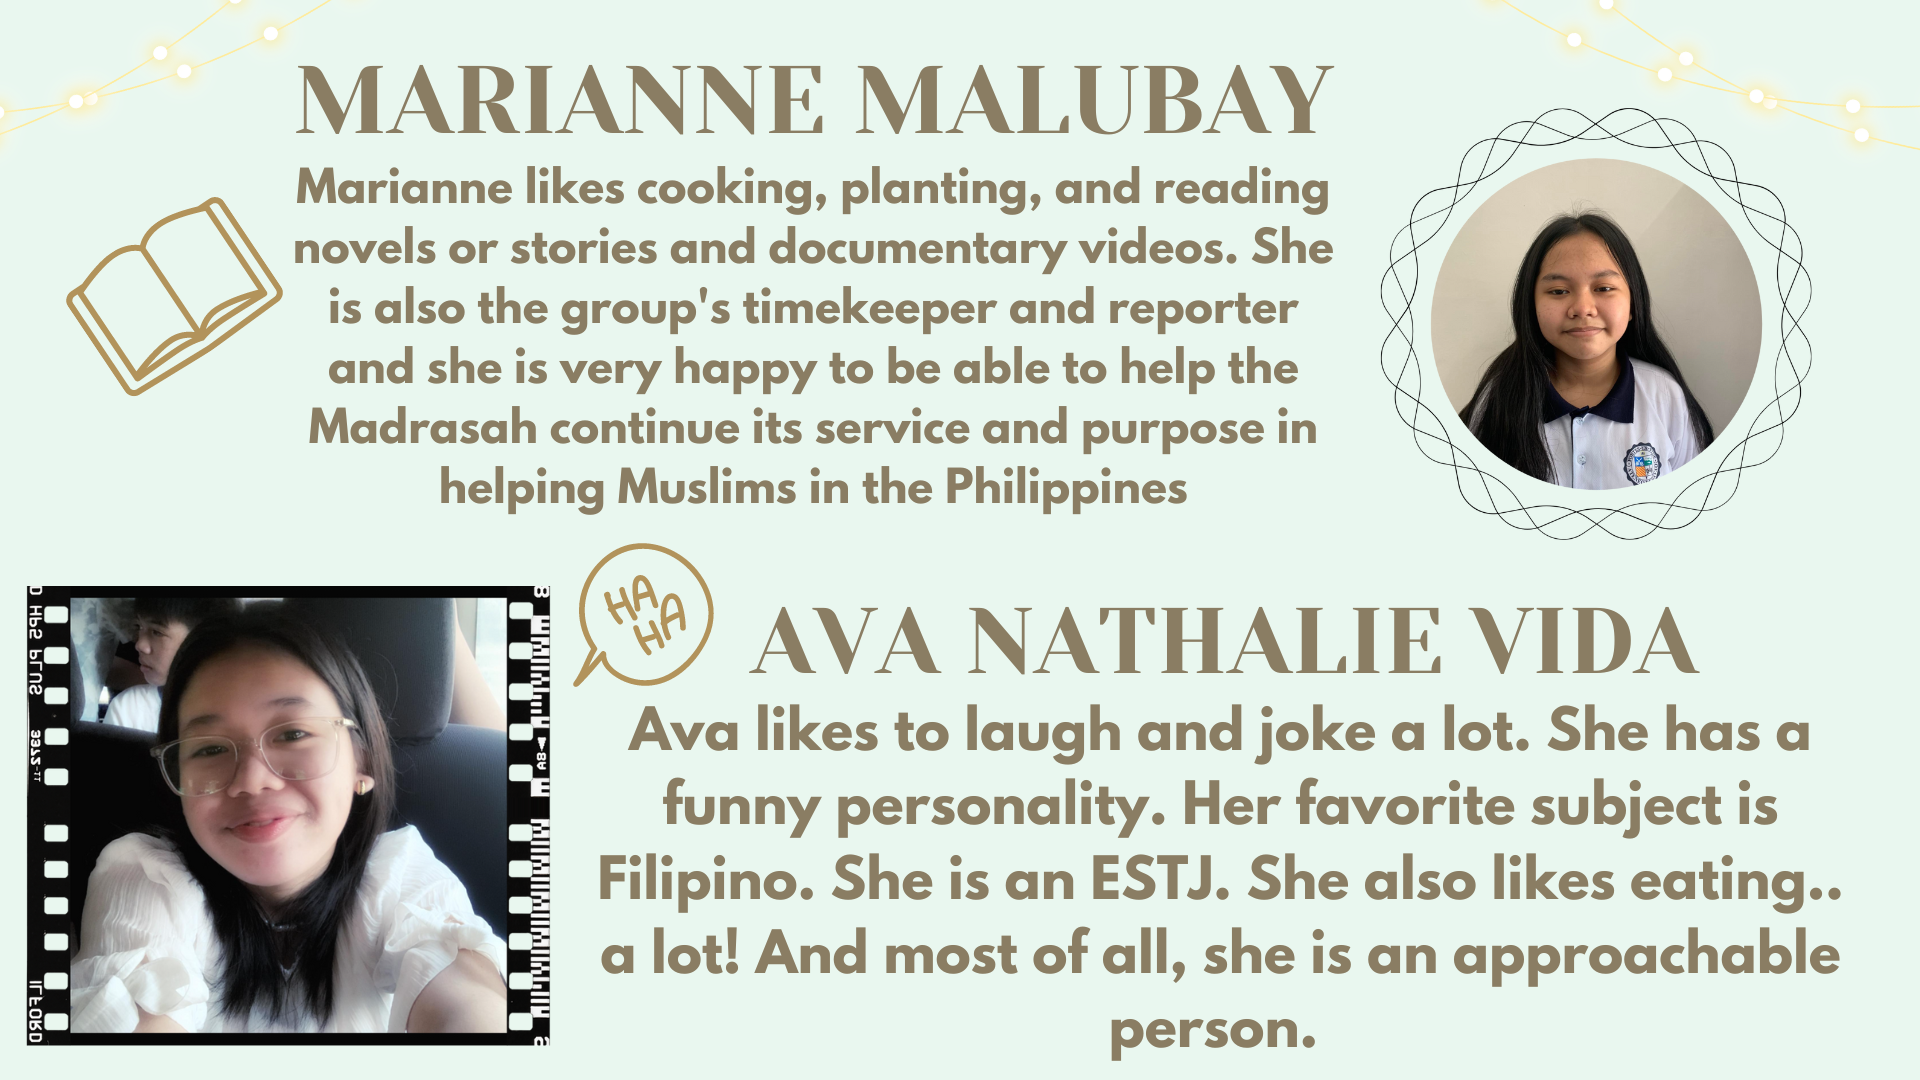 MARIANNE MALUBAY
Marianne likes cooking, planting, and reading
novels or stories and documentary videos. She
is also the group's timekeeper and reporter
and she is very happy to be able to help the
Madrasah continue its service and purpose in
helping Muslims in the Philippines
HA
HA
AVA NATHALIE VIDA
Ava likes to laugh and joke a lot. She has a
funny personality. Her favorite subject is
Filipino. She is an ESTJ. She also likes eating..
a lot! And most of all, she is an approachable
person.
HPS PLUS
3372
ILFORD